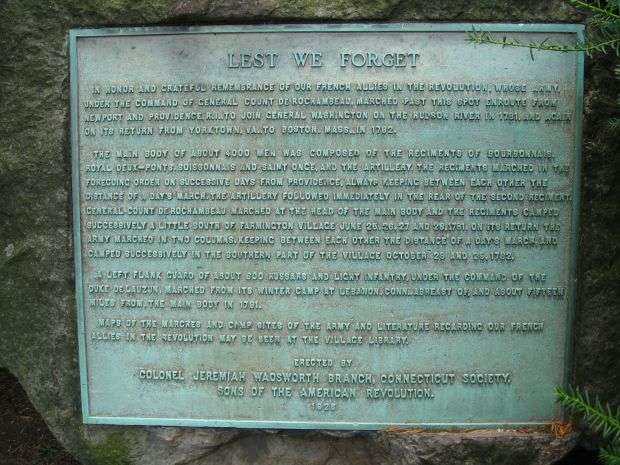 LEST WE FORGET
IN HONOR AND GRATEFUL REMEMBRANCE OF OUR FRENCH ALLIES IN THE REVOLUTION, WHOSE ARMY,
UNDER THE COMMAND OF GENERAL COUNT DE ROCHAMBEAU, MARCHED PAST THIS SPOT ENROUTE FROM
NEWPORT AND PROVIDENCE, R.I. TO JOIN GENERAL WASHINGTON ON THE HUDSON RIVER IN 1781, AND AGAIN
ON ITS RETURN FROM YORKTOWN, VA. TO BOSTON, MASS. IN 1782.
THE MAIN BODY OF ABOUT 4000 MEN WAS COMPOSED OF THE REGIMENTS OF BOURBONNAIS,
ROYAL DEUX-PONTS, SOISSONNAIS AND SAINT ONGE, AND THE ARTILLERY. THE REGIMENTS MARCHED IN THE
FOREGOING ORDER ON SUCCESSIVE DAYS FROM PROVIDENCE, ALWAYS KEEPING BETWEEN EACH OTHER THE
DISTANCE OF A DAY'S MARCH. THE ARTILLERY FOLLOWED IMMEDIATELY IN THE REAR OF THE SECOND REGIMENT.
GENERAL COUNT DE ROCHAMBEAU MARCHED AT THE HEAD OF THE MAIN BODY AND THE REGIMENTS CAMPED
SUCCESSIVELY A LITTLE SOUTH OF FARMINGTON VILLAGE JUNE 25, 26, 27 AND 28, 1781. ON ITS RETURN THE
ARMY MARCHED IN TWO COLUMNS, KEEPING BETWEEN EACH OTHER THE DISTANCE OF A DAY'S MARCH, AND
CAMPED SUCCESSIVELY IN THE SOUTHERN PART OF THE VILLAGE OCTOBER 28 AND 29, 1782.
A LEFT FLANK GUARD OF ABOUT 600 HUSSARS AND LIGHT INFANTRY, UNDER THE COMMAND OF THE
DUKE DE LAUZUN, MARCHED FROM ITS WINTER CAMP AT LEBANON, CONN. ABREAST OF, AND ABOUT FIFTEEN
MILES FROM, THE MAIN BODY IN 1781.
MAPS OF THE MARCHES AND CAMP SITES OF THE ARMY AND LITERATURE REGARDING OUR FRENCH
ALLIES IN THE REVOLUTION MAY BE SEEN AT THE VILLAGE LIBRARY.
ERECTED BY
COLONEL JEREMIAH WADSWORTH BRANCH, CONNECTICUT SOCIETY,
SONS OF THE AMERICAN REVOLUTION.